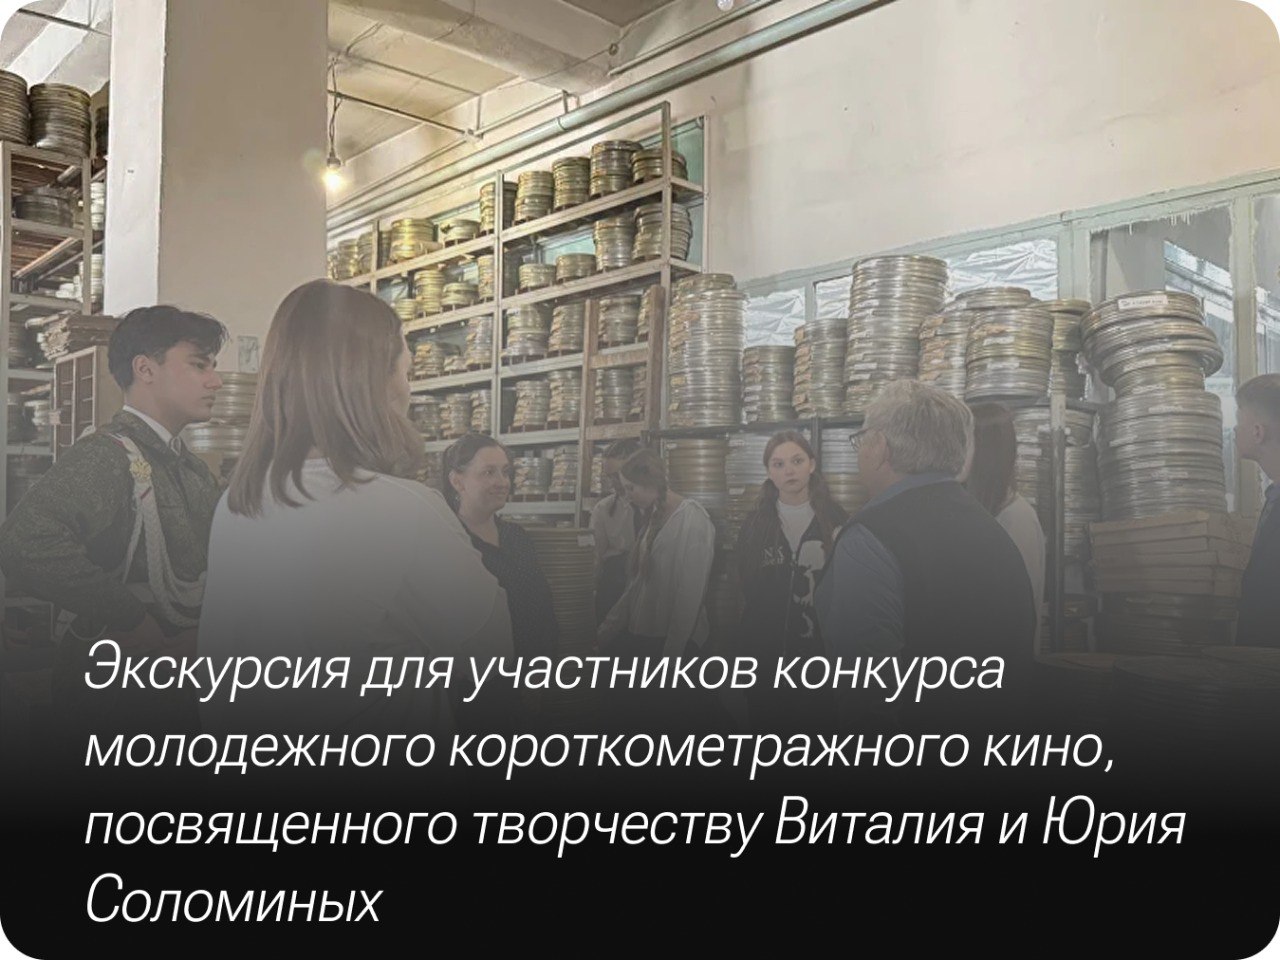 Экскурсия для участников конкурса
молодежного короткометражного кино,
посвященного творчеству Виталия и Юрия
Соломиных